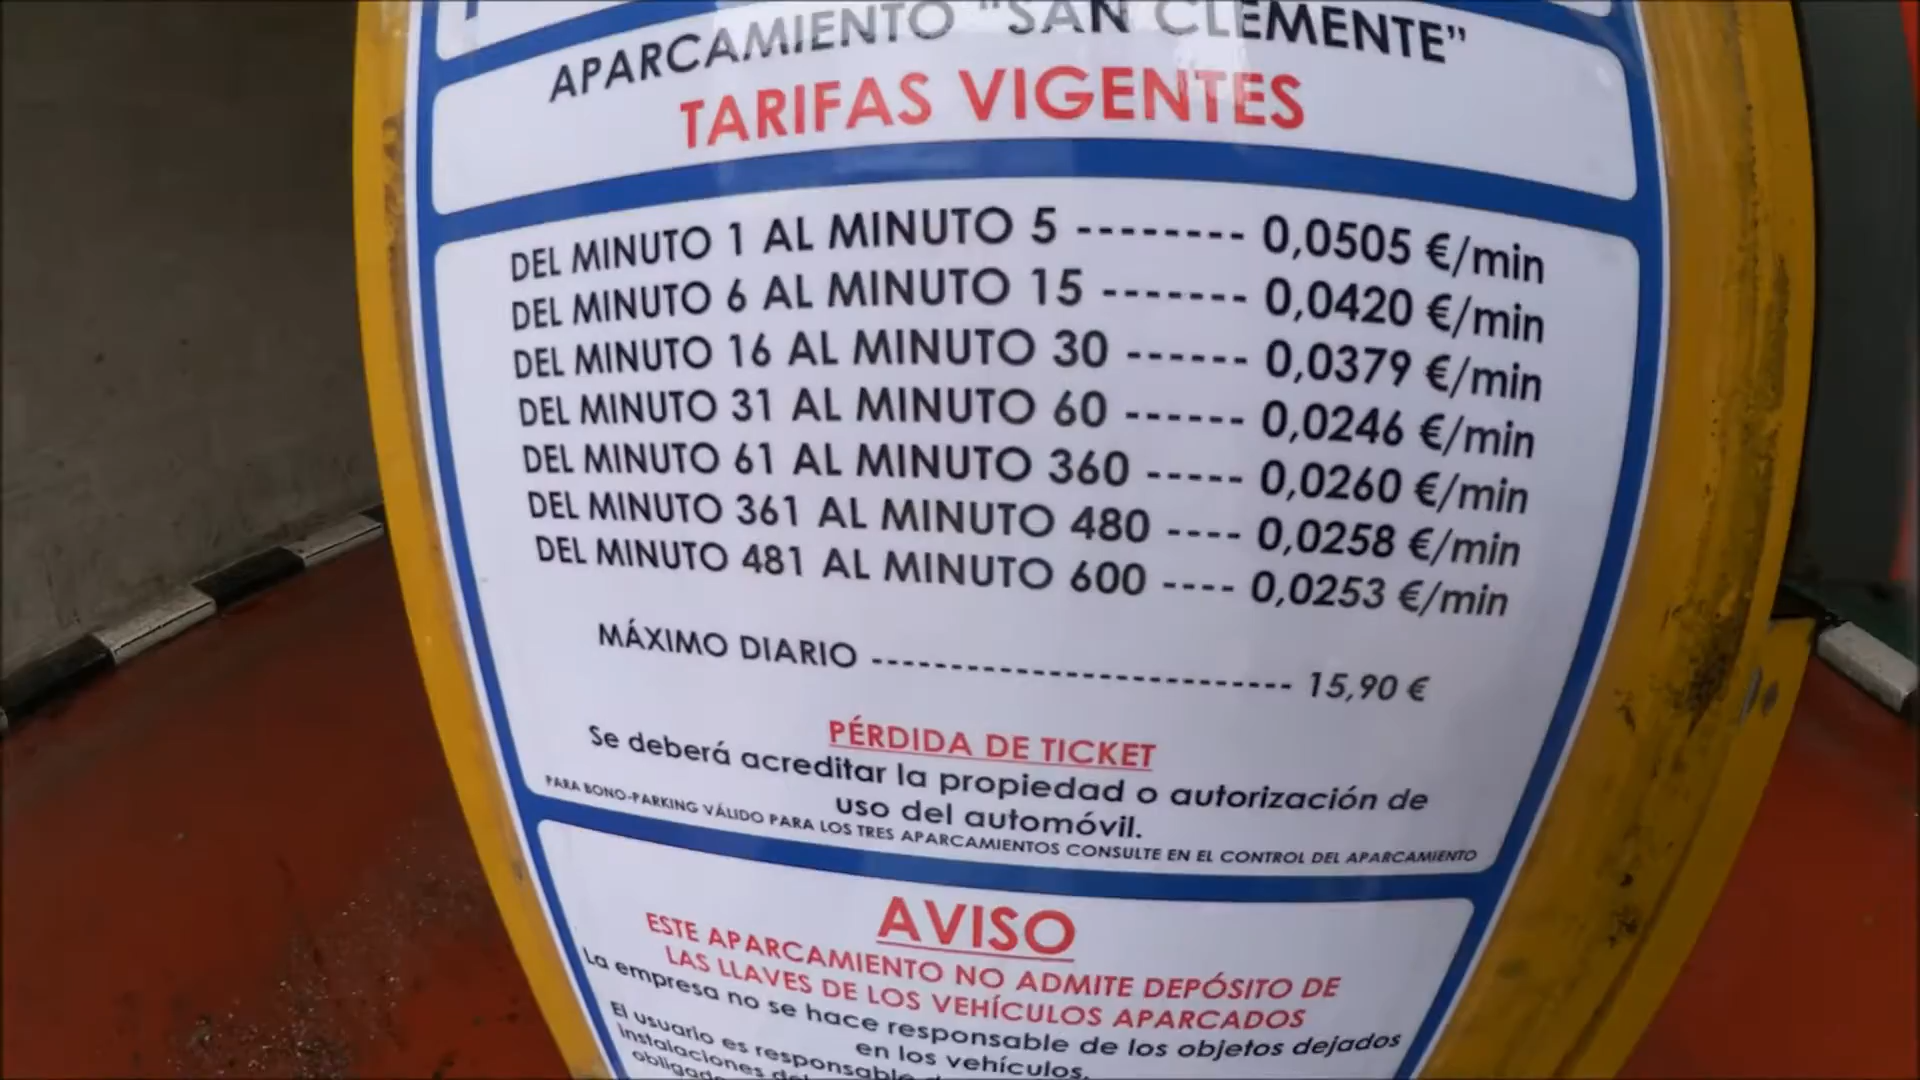 APARCAMIENTO "SAN CLEMENTE"
TARIFAS VIGENTES
DEL MINUTO 1 AL MINUTO 5 -------- 0,0505 €/min
DEL MINUTO 6 AL MINUTO 15 ------- 0,0420 €/min
DEL MINUTO 16 AL MINUTO 30 ------ 0,0379 €/min
DEL MINUTO 31 AL MINUTO 60 ------ 0,0246 €/min
DEL MINUTO 61 AL MINUTO 360 ----- 0,0260 €/min
DEL MINUTO 361 AL MINUTO 480 ---- 0,0258 €/min
DEL MINUTO 481 AL MINUTO 600 ---- 0,0253 €/min
MÁXIMO DIARIO --------------------------- 15,90 €
PÉRDIDA DE TICKET
Se deberá acreditar la propiedad o autorización de
uso del automóvil.
PARA BONO-PARKING VÁLIDO PARA LOS TRES APARCAMIENTOS CONSULTE EN EL CONTROL DEL APARCAMIENTO
AVISO
ESTE APARCAMIENTO NO ADMITE DEPÓSITO DE
LAS LLAVES DE LOS VEHÍCULOS APARCADOS
La empresa no se hace responsable de los objetos dejados
en los vehículos.
El usuario es responsable
instalaciones